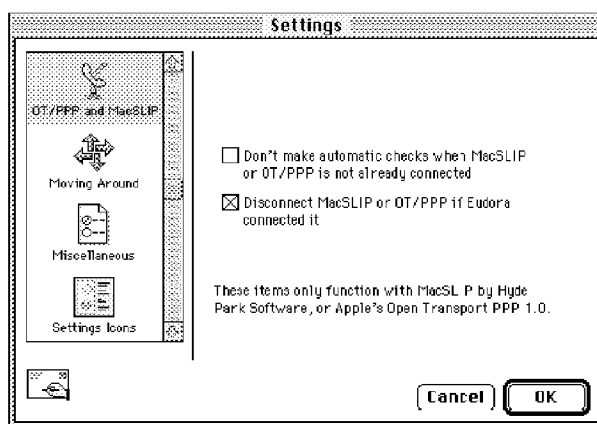 Settings
OT/PPP and MacSLIP
Moving Around
Miscellaneous
Settings Icons
Don't make automatic checks when MacSLIP
or OT/PPP is not already connected
Disconnect MacSLIP or OT/PPP if Eudora
connected it
These items only function with MacSL P by Hyde
Park Software, or Apple's Open Transport PPP 1.0.
Cancel
OK